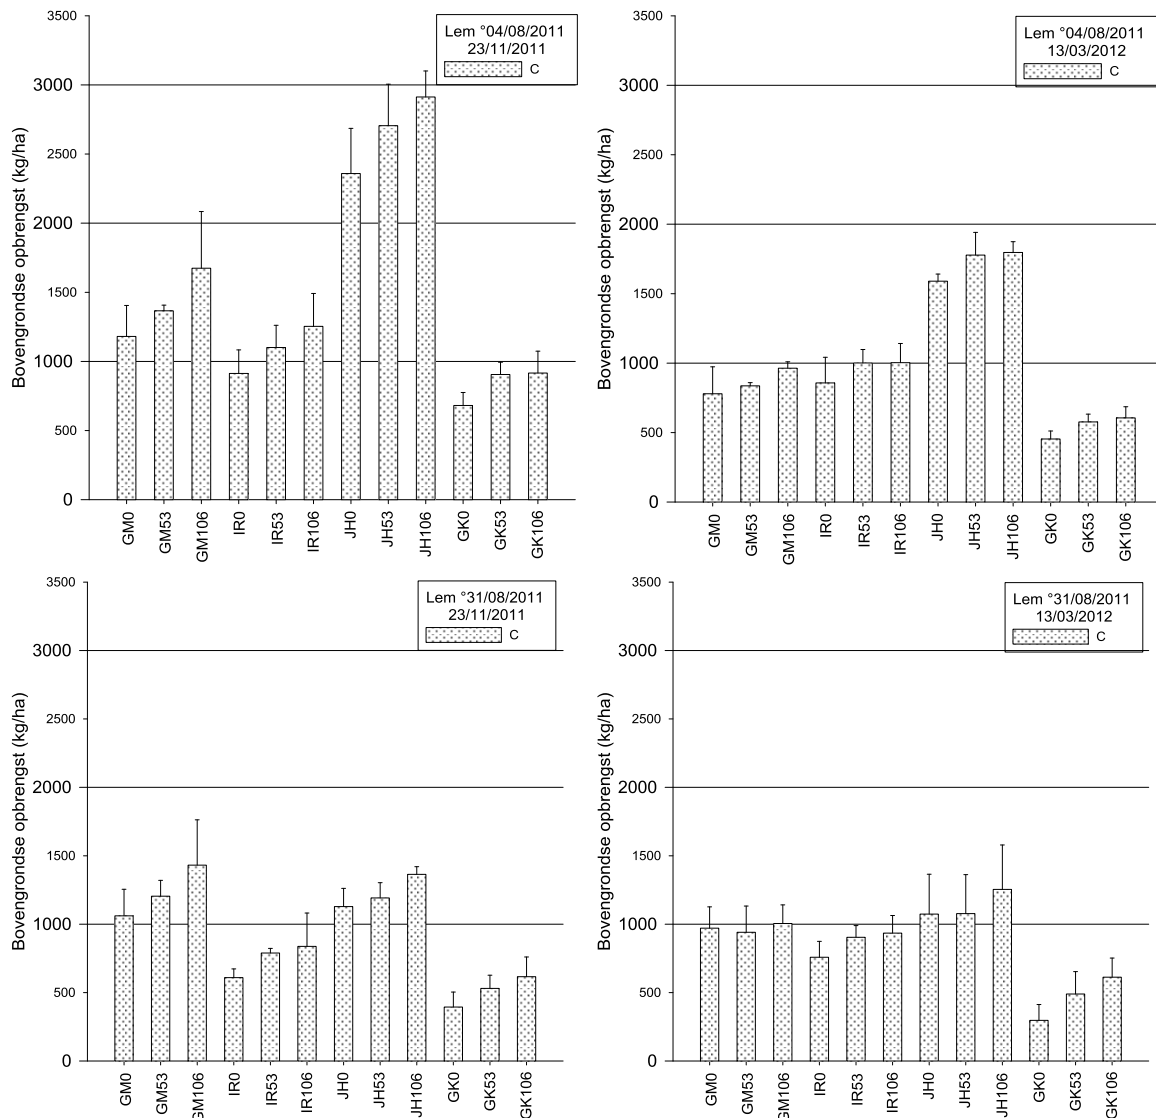 3500
3000
2500
2000
1500
1000
500
0
Bovengrondse opbrengst (kg/ha)
Lem °04/08/2011
23/11/2011
C
GM0
GM53
GM106
IR0
IR53
IR106
JH0
JH53
JH106
GK0
GK53
GK106
3500
3000
2500
2000
1500
1000
500
0
Bovengrondse opbrengst (kg/ha)
Lem °04/08/2011
13/03/2012
C
GM0
GM53
GM106
IR0
IR53
IR106
JH0
JH53
JH106
GK0
GK53
GK106
3500
3000
2500
2000
1500
1000
500
0
Bovengrondse opbrengst (kg/ha)
Lem °31/08/2011
23/11/2011
C
GM0
GM53
GM106
IR0
IR53
IR106
JH0
JH53
JH106
GK0
GK53
GK106
3500
3000
2500
2000
1500
1000
500
0
Bovengrondse opbrengst (kg/ha)
Lem °31/08/2011
13/03/2012
C
GM0
GM53
GM106
IR0
IR53
IR106
JH0
JH53
JH106
GK0
GK53
GK106